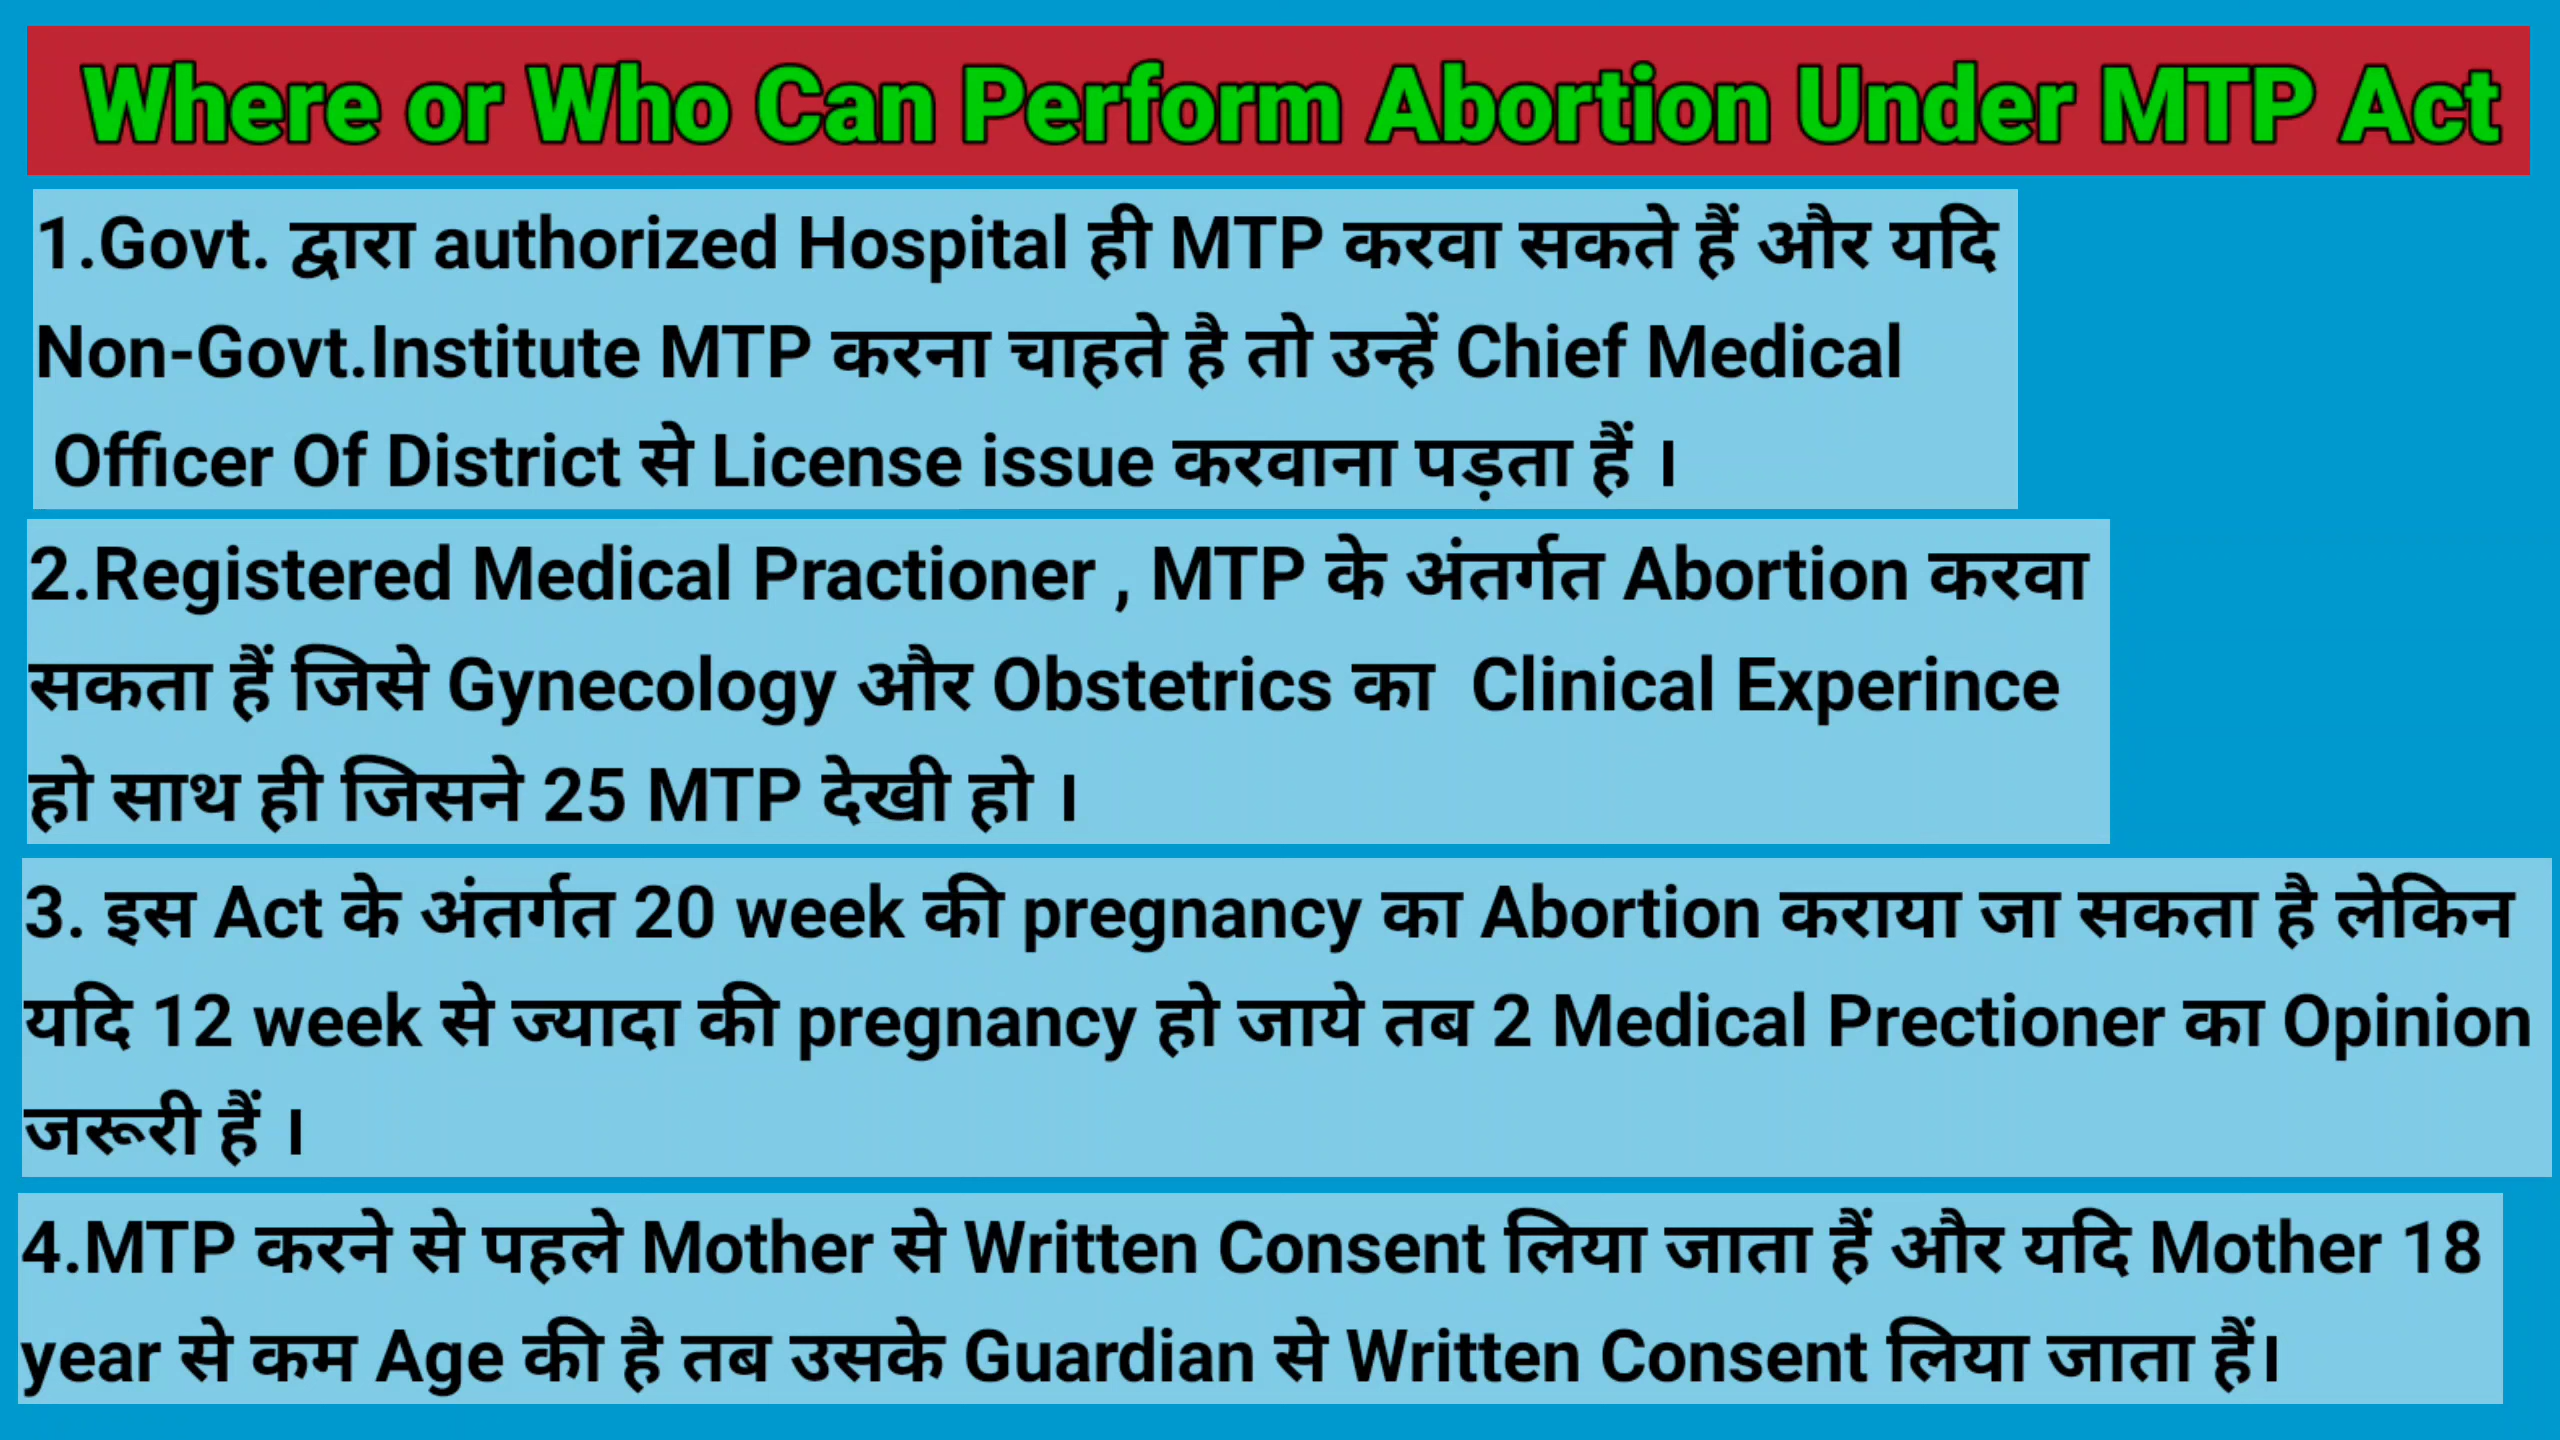 Where or Who Can Perform Abortion Under MTP Act
1.Govt. द्वारा authorized Hospital ही MTP करवा सकते हैं और यदि
Non-Govt.Institute MTP करना चाहते है तो उन्हें Chief Medical
Officer Of District से License issue करवाना पड़ता हैं ।
2.Registered Medical Practioner , MTP के अंतर्गत Abortion करवा
सकता हैं जिसे Gynecology और Obstetrics का Clinical Experince
हो साथ ही जिसने 25 MTP देखी हो ।
3. इस Act के अंतर्गत 20 week की pregnancy का Abortion कराया जा सकता है लेकिन
यदि 12 week से ज्यादा की pregnancy हो जाये तब 2 Medical Prectioner का Opinion
जरूरी हैं ।
4.MTP करने से पहले Mother से Written Consent लिया जाता हैं और यदि Mother 18
year से कम Age की है तब उसके Guardian से Written Consent लिया जाता हैं।